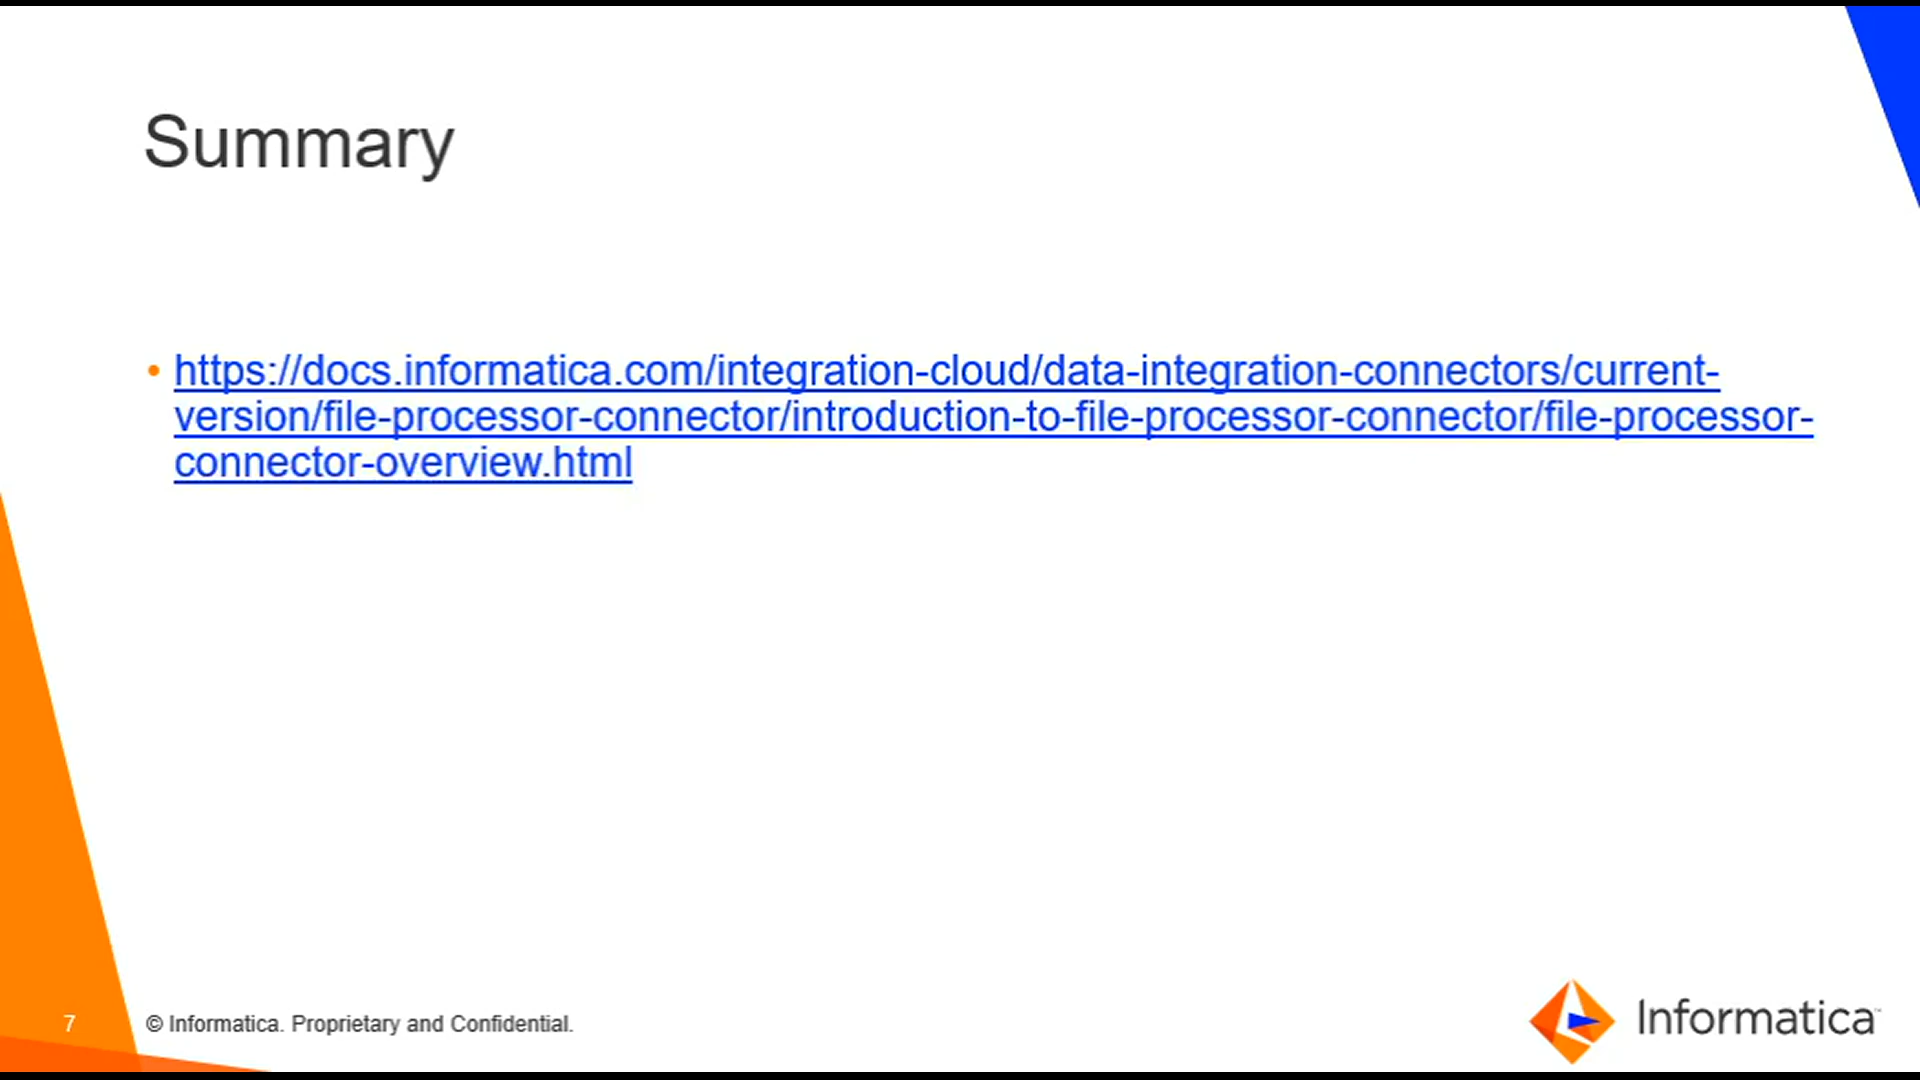 Summary
• https://docs.informatica.com/integration-cloud/data-integration-connectors/current-
version/file-processor-connector/introduction-to-file-processor-connector/file-processor-
connector-overview.html
7
© Informatica. Proprietary and Confidential.
Informatica™